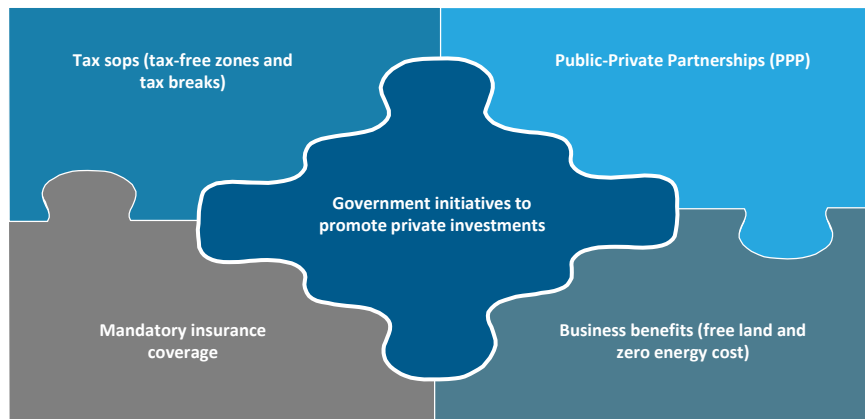 Tax sops (tax-free zones and
tax breaks)
Public-Private Partnerships (PPP)
Government initiatives to
promote private investments
Mandatory insurance
coverage
Business benefits (free land and
zero energy cost)